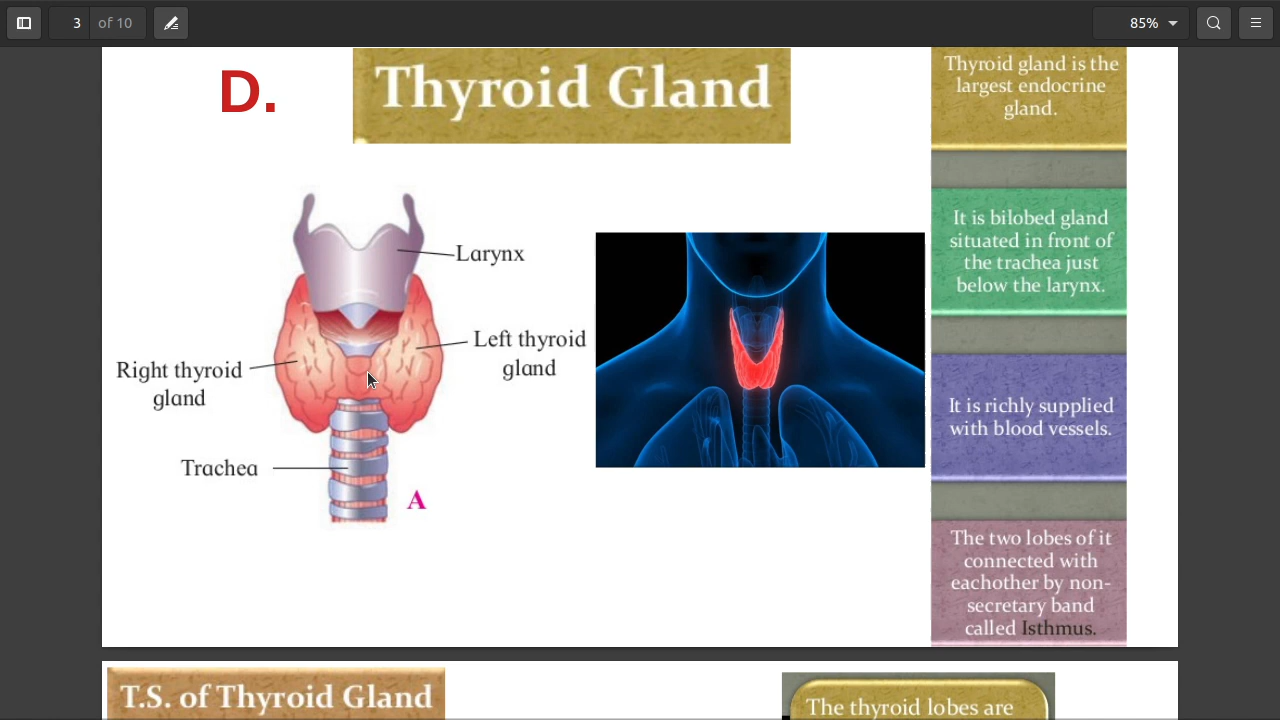 3 of 10
85%
D.
Thyroid Gland
Thyroid gland is the
largest endocrine
gland.
Larynx
Left thyroid
gland
Right thyroid
gland
Trachea
A
It is bilobed gland
situated in front of
the trachea just
below the larynx.
It is richly supplied
with blood vessels.
The two lobes of it
connected with
eachother by non-
secretary band
called Isthmus.
T.S. of Thyroid Gland
The thyroid lobes are